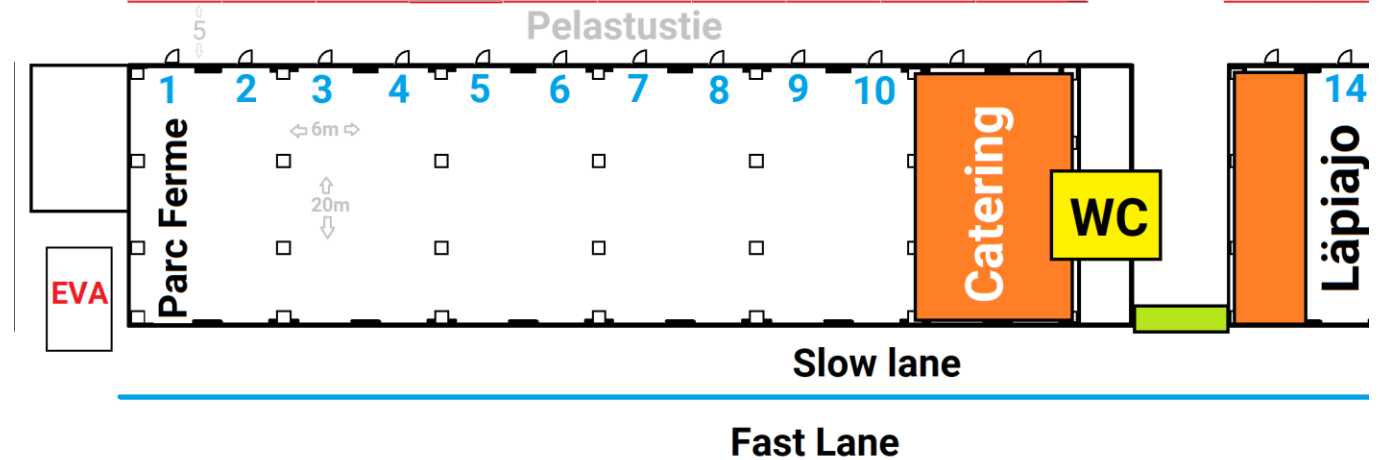 5
Pelastustie
1 2 3 4 5 6 7 8 9 10 14
6m
20m
Parc Ferme
Catering
WC
Läpiajo
EVA
Slow lane
Fast Lane